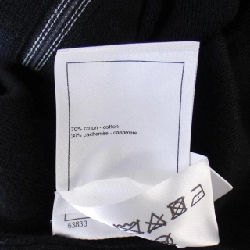 70% coton - cotton
30% cachemire - cashmere
63833